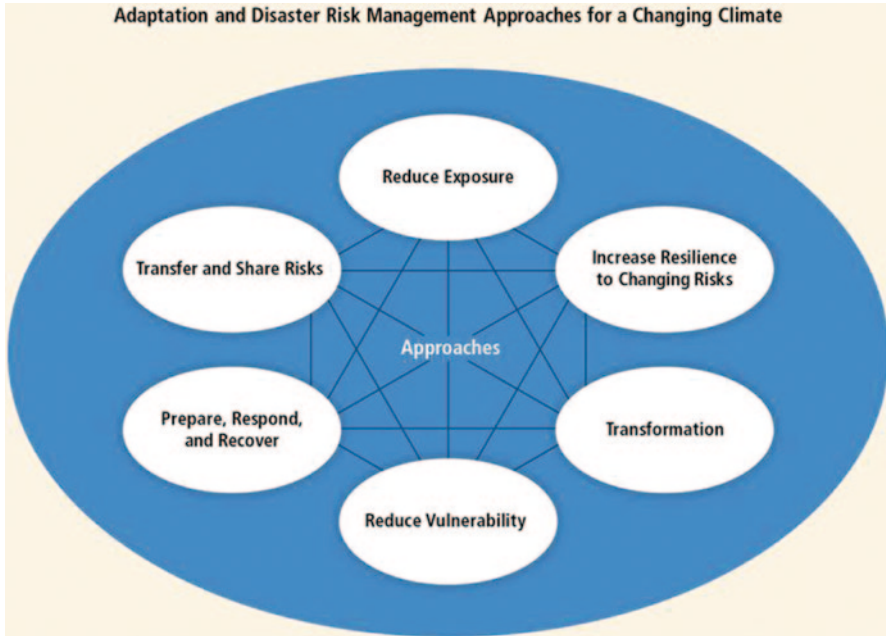 Adaptation and Disaster Risk Management Approaches for a Changing Climate
Reduce Exposure
Transfer and Share Risks
Increase Resilience
to Changing Risks
Approaches
Prepare, Respond,
and Recover
Transformation
Reduce Vulnerability